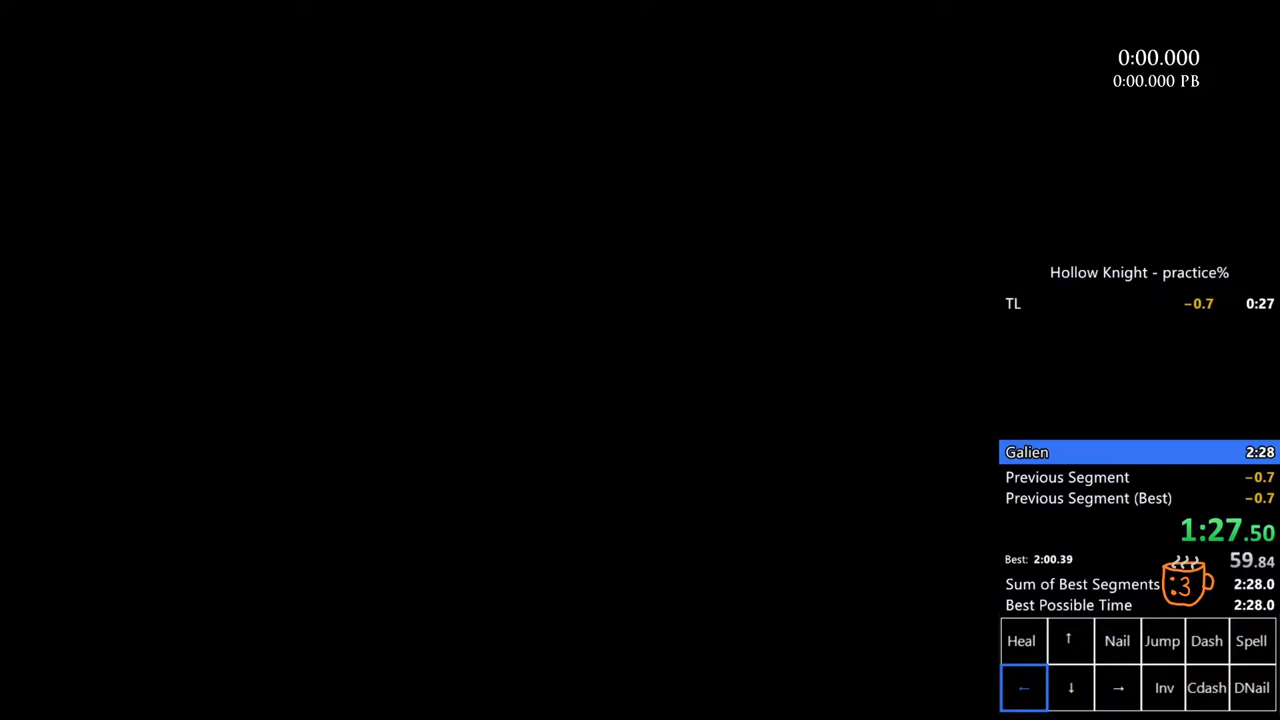 0:00.000
0:00.000 PB
Hollow Knight - practice%
TL −0.7 0:27
Galien 2:28
Previous Segment −0.7
Previous Segment (Best) −0.7
1:27.50
Best: 2:00.39 59.84
Sum of Best Segments 2:28.0
Best Possible Time 2:28.0
Heal ↑ Nail Jump Dash Spell
← ↓ → Inv Cdash DNail